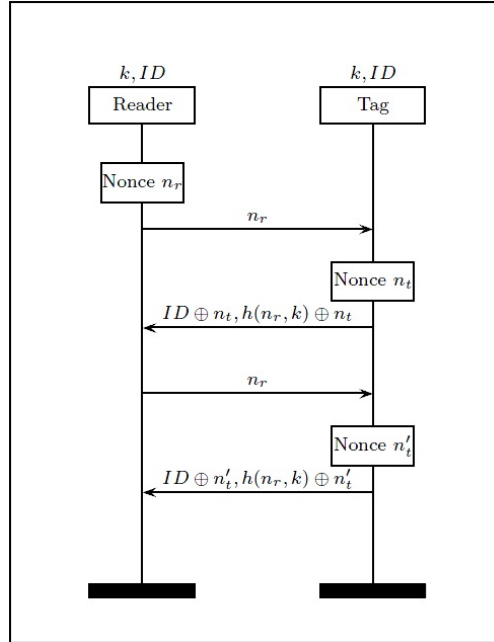 k, ID k, ID
Reader Tag
Nonce n_r
n_r
Nonce n_t
ID ⊕ n_t, h(n_r, k) ⊕ n_t
n_r
Nonce n'_t
ID ⊕ n'_t, h(n_r, k) ⊕ n'_t